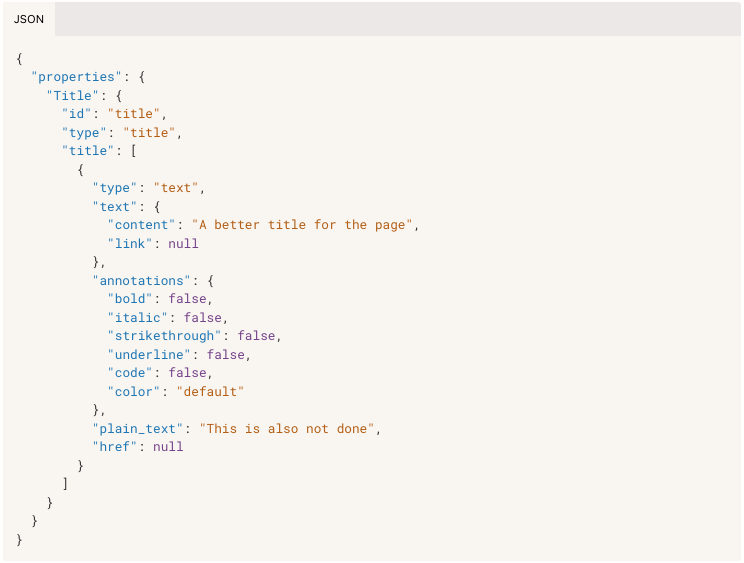 JSON
{
  "properties": {
    "Title": {
      "id": "title",
      "type": "title",
      "title": [
        {
          "type": "text",
          "text": {
            "content": "A better title for the page",
            "link": null
          },
          "annotations": {
            "bold": false,
            "italic": false,
            "strikethrough": false,
            "underline": false,
            "code": false,
            "color": "default"
          },
          "plain_text": "This is also not done",
          "href": null
        }
      ]
    }
  }
}